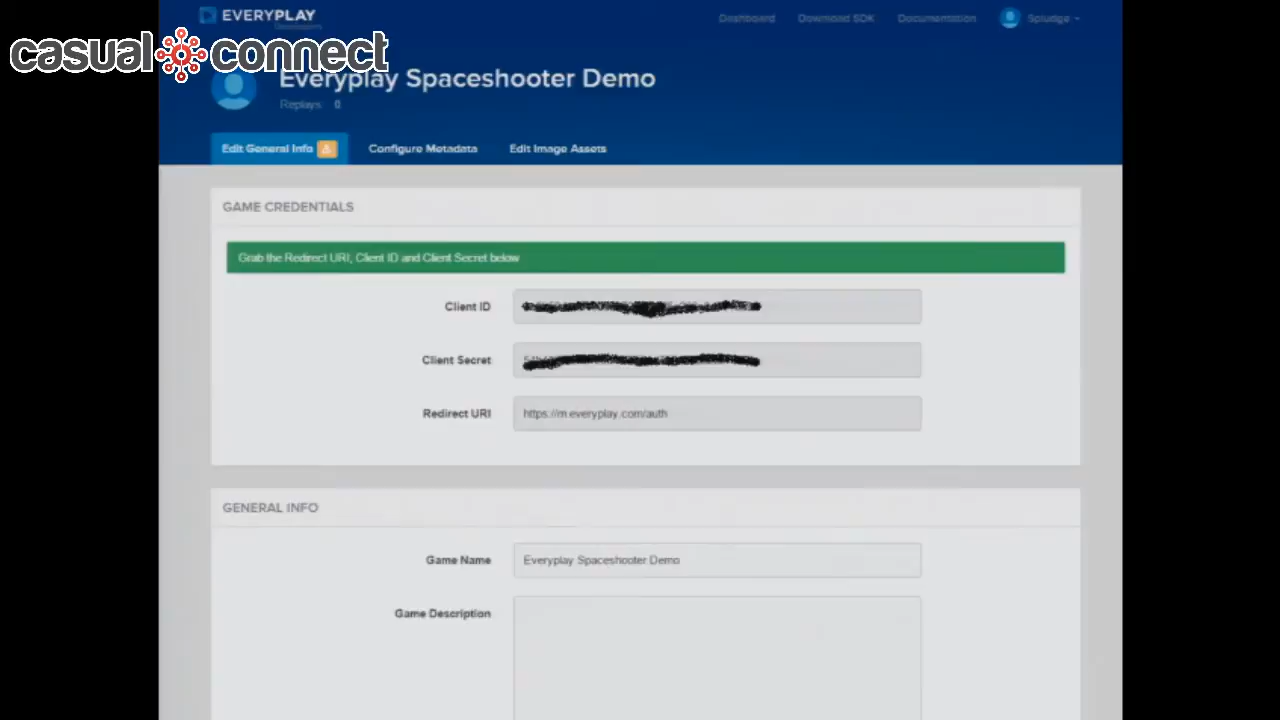 EVERYPLAY
Dashboard Download SDK Documentation Spludge
casual connect
Everyplay Spaceshooter Demo
Replays 0
Edit General Info Configure Metadata Edit Image Assets
GAME CREDENTIALS
Grab the Redirect URI, Client ID and Client Secret below
Client ID
Client Secret
Redirect URI https://m.everyplay.com/auth
GENERAL INFO
Game Name Everyplay Spaceshooter Demo
Game Description